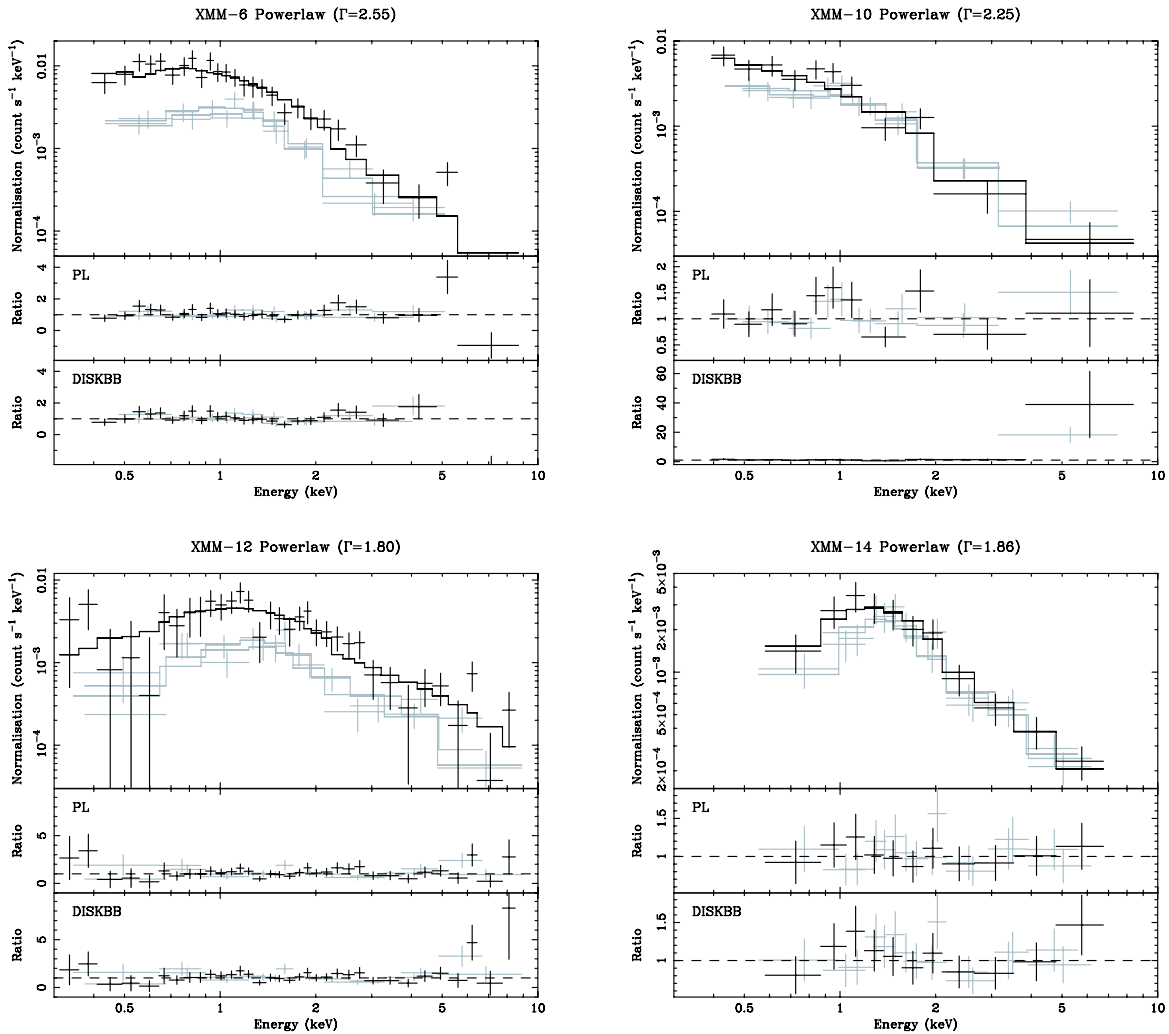 XMM-6 Powerlaw (Γ=2.55)
Normalisation (count s⁻¹ keV⁻¹)
0.01
10⁻³
10⁻⁴
PL
Ratio
4
2
0
DISKBB
Ratio
4
2
0
0.5 1 2 5 10
Energy (keV)
XMM-10 Powerlaw (Γ=2.25)
Normalisation (count s⁻¹ keV⁻¹)
0.01
10⁻³
10⁻⁴
PL
Ratio
2
1.5
1
0.5
DISKBB
Ratio
60
40
20
0
0.5 1 2 5 10
Energy (keV)
XMM-12 Powerlaw (Γ=1.80)
Normalisation (count s⁻¹ keV⁻¹)
0.01
10⁻³
10⁻⁴
PL
Ratio
5
0
DISKBB
Ratio
5
0
0.5 1 2 5 10
Energy (keV)
XMM-14 Powerlaw (Γ=1.86)
Normalisation (count s⁻¹ keV⁻¹)
5×10⁻³
2×10⁻³
10⁻³
5×10⁻⁴
2×10⁻⁴
PL
Ratio
1.5
1
DISKBB
Ratio
1.5
1
0.5 1 2 5 10
Energy (keV)